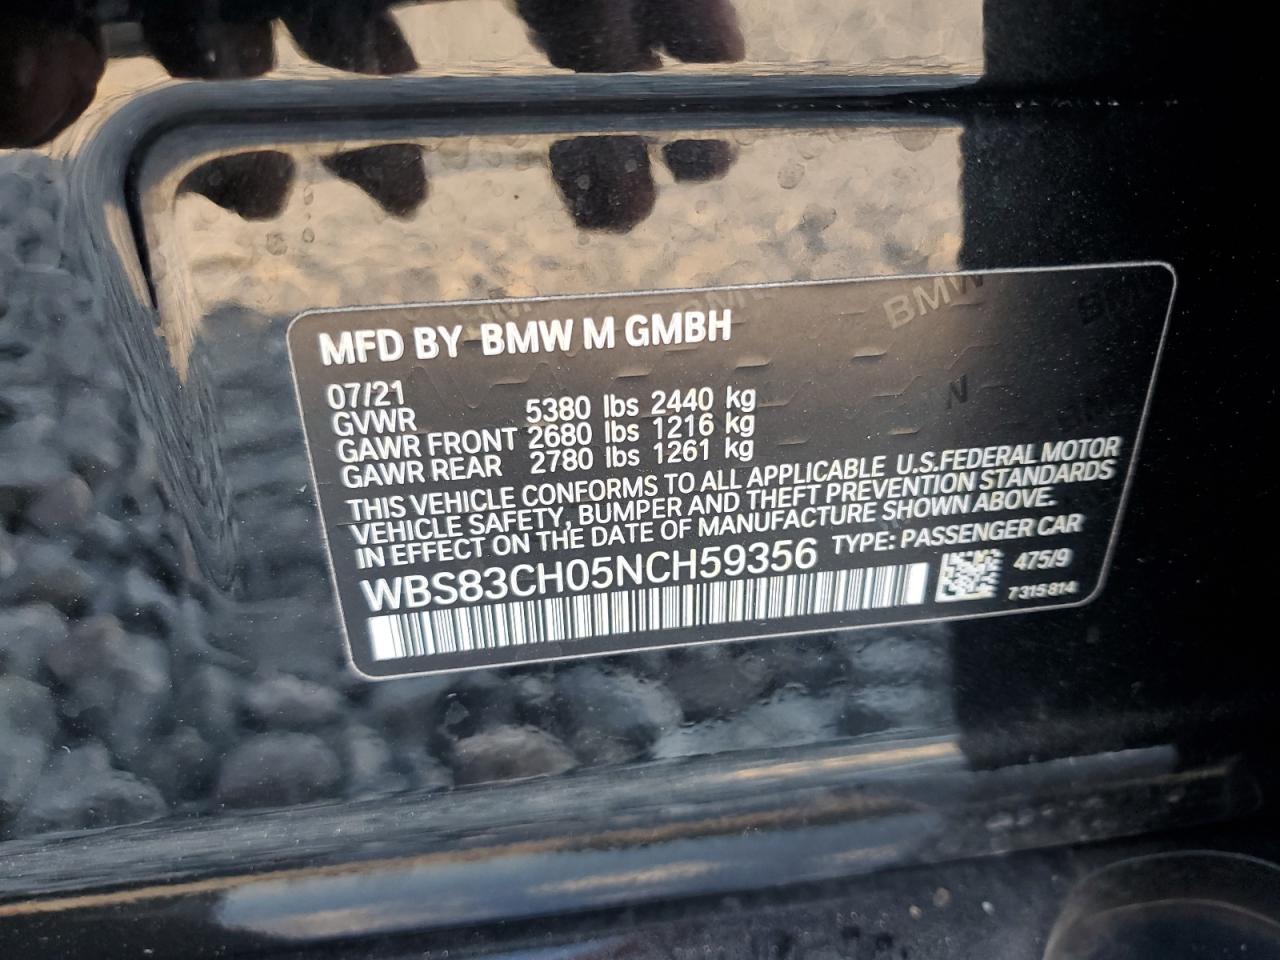 MFD BY BMW M GMBH
07/21
GVWR 5380 lbs 2440 kg
GAWR FRONT 2680 lbs 1216 kg
GAWR REAR 2780 lbs 1261 kg
THIS VEHICLE CONFORMS TO ALL APPLICABLE U.S.FEDERAL MOTOR
VEHICLE SAFETY, BUMPER AND THEFT PREVENTION STANDARDS
IN EFFECT ON THE DATE OF MANUFACTURE SHOWN ABOVE.
WBS83CH05NCH59356 TYPE: PASSENGER CAR
475/9
7315814
BMW